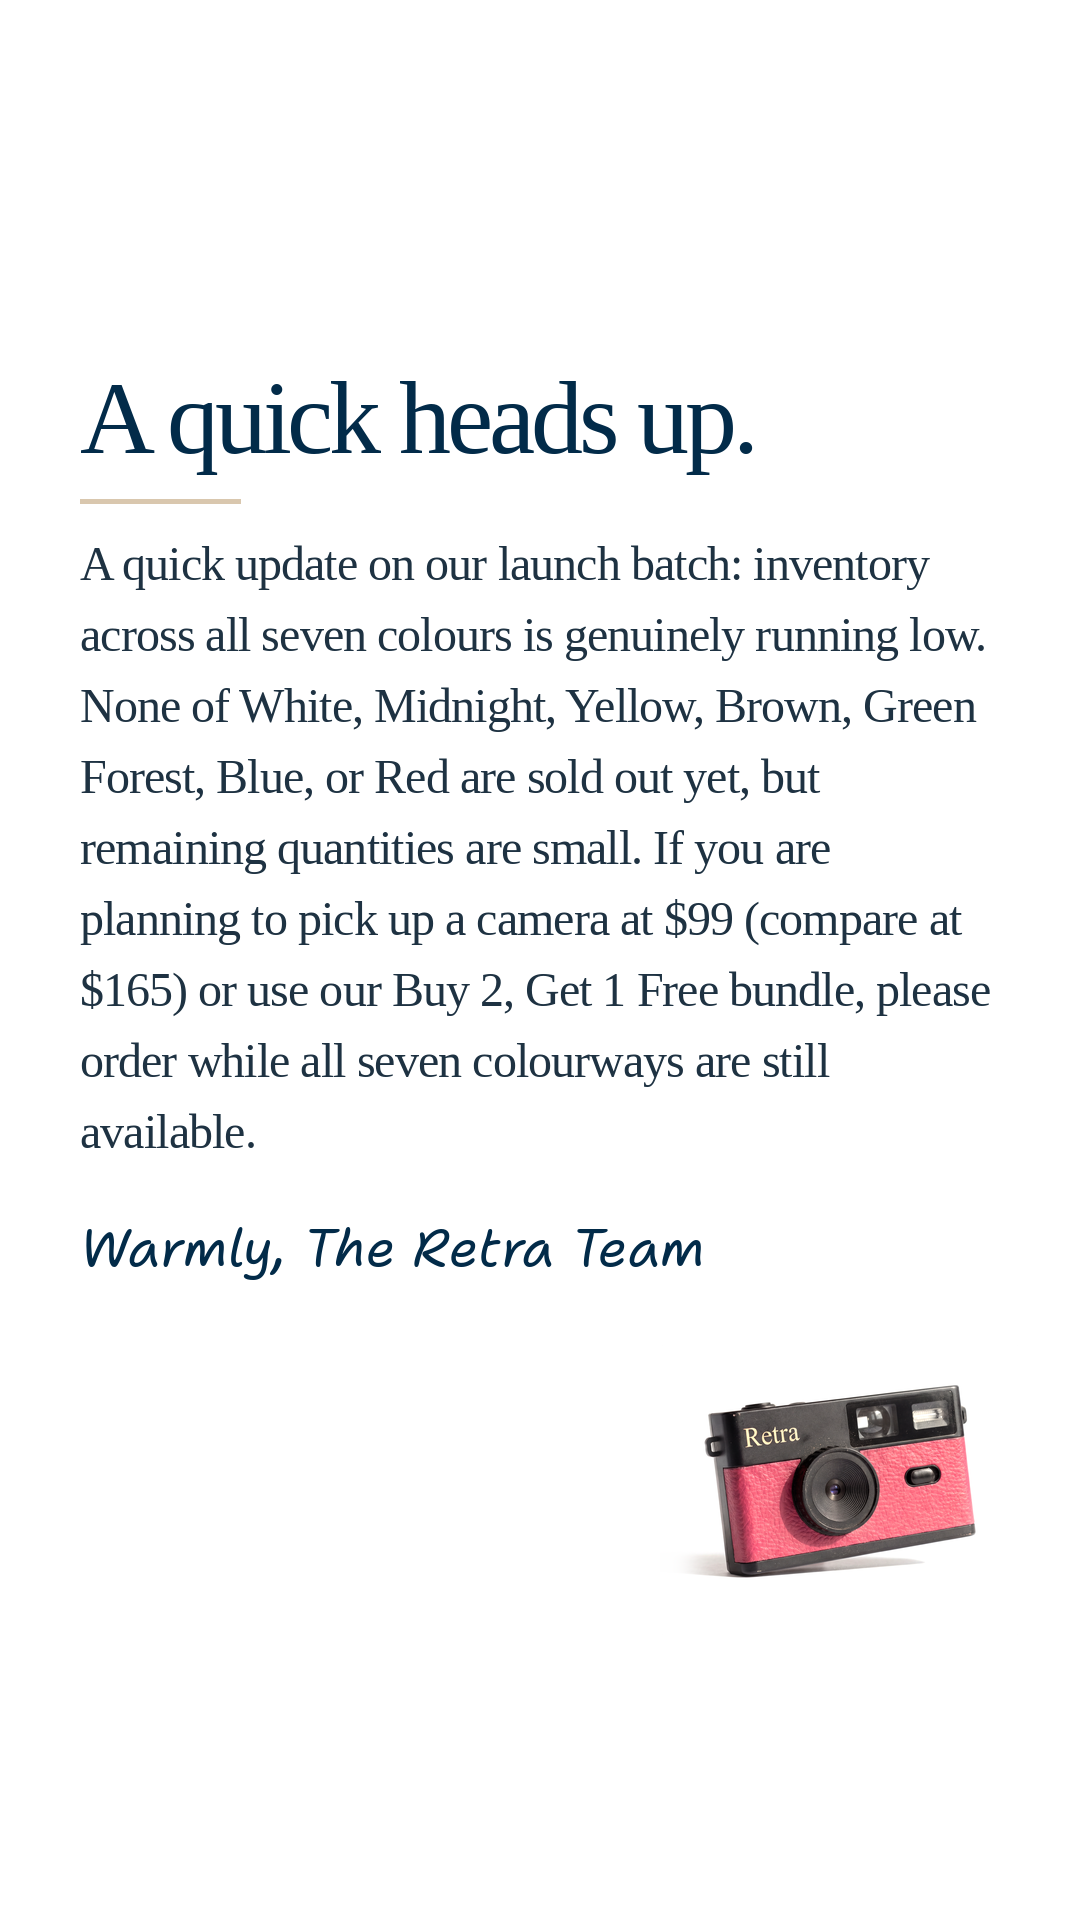 A quick heads up.
A quick update on our launch batch: inventory
across all seven colours is genuinely running low.
None of White, Midnight, Yellow, Brown, Green
Forest, Blue, or Red are sold out yet, but
remaining quantities are small. If you are
planning to pick up a camera at $99 (compare at
$165) or use our Buy 2, Get 1 Free bundle, please
order while all seven colourways are still
available.
Warmly, The Retra Team
Retra